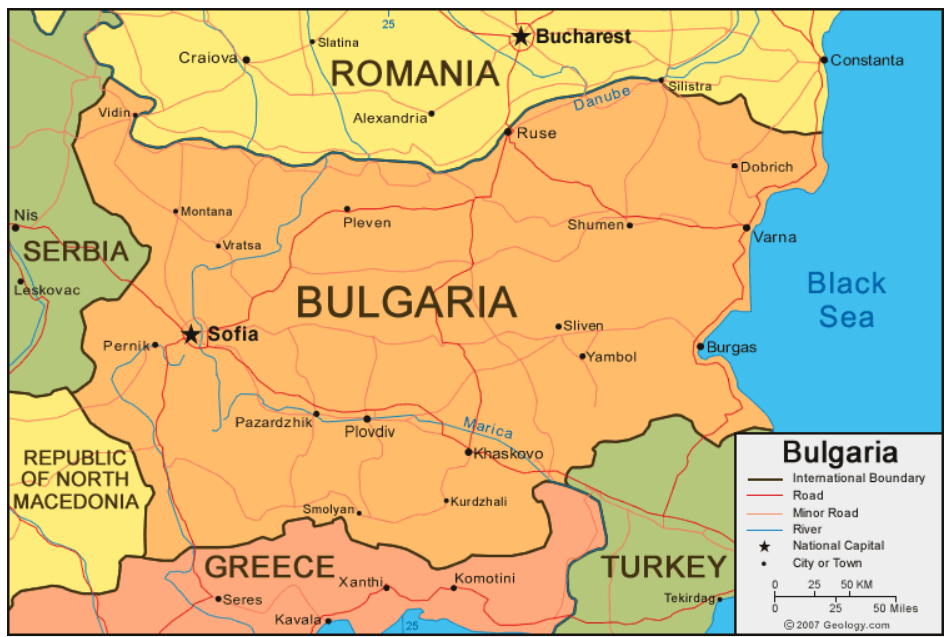 25
Slatina
Bucharest
Craiova
Constanta
ROMANIA
Silistra
Danube
Vidin
Alexandria
Ruse
Dobrich
Montana
Pleven
Nis
Shumen
Varna
SERBIA
Vratsa
Leskovac
Black
Sea
BULGARIA
Sofia
Sliven
Pernik
Burgas
Yambol
Pazardzhik
Plovdiv
Marica
Khaskovo
REPUBLIC
OF NORTH
MACEDONIA
Kurdzhali
Smolyan
GREECE
TURKEY
Xanthi
Komotini
Seres
Tekirdag
Kavala
25
Bulgaria
International Boundary
Road
Minor Road
River
National Capital
City or Town
0 25 50 KM
0 25 50 Miles
© 2007 Geology.com